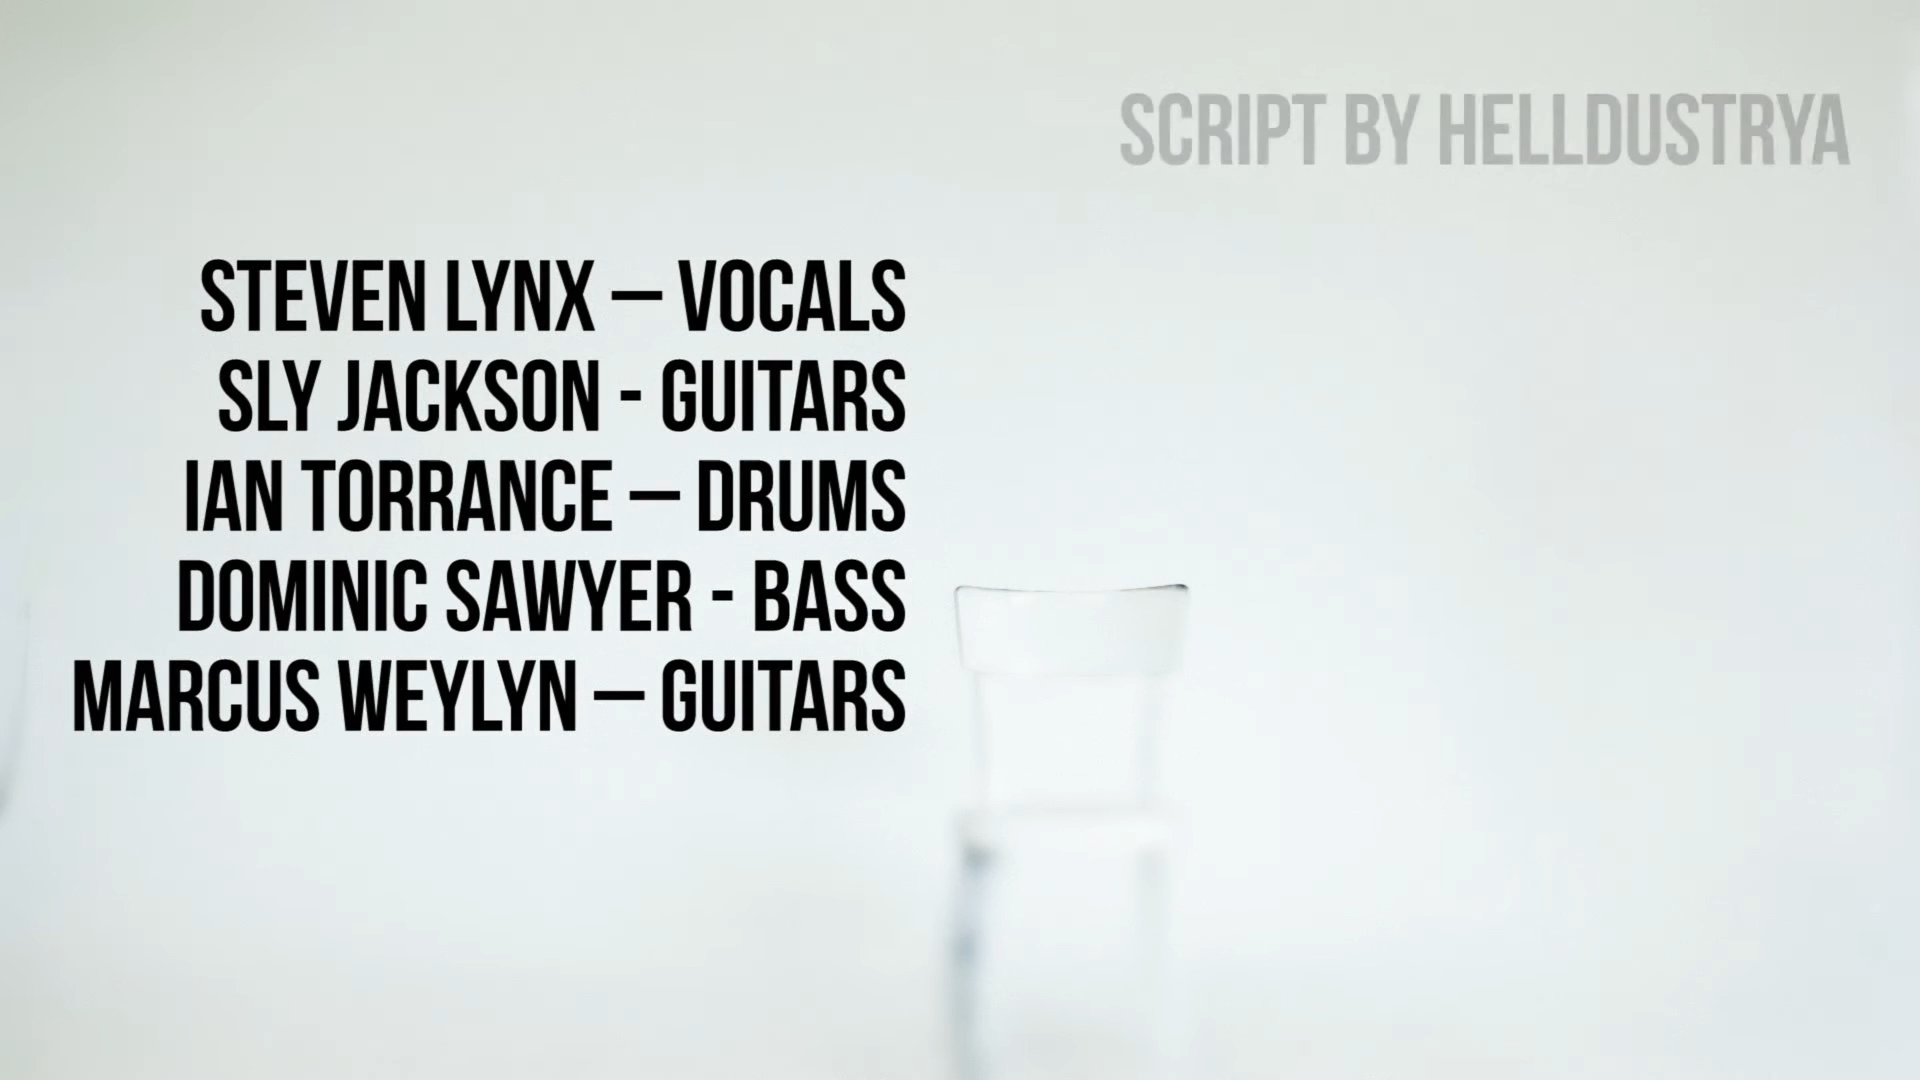 SCRIPT BY HELLDUSTRYA
STEVEN LYNX – VOCALS
SLY JACKSON - GUITARS
IAN TORRANCE – DRUMS
DOMINIC SAWYER - BASS
MARCUS WEYLYN – GUITARS